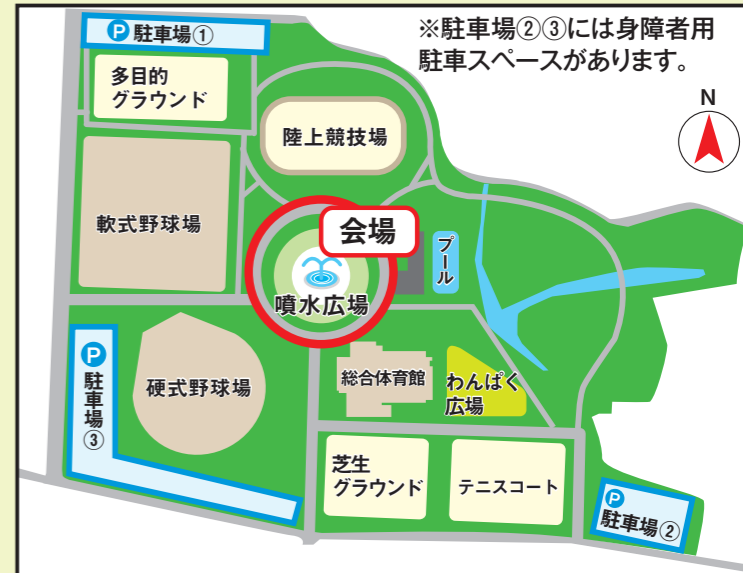 ※駐車場②③には身障者用
駐車スペースがあります。
N
P 駐車場①
多目的
グラウンド
陸上競技場
軟式野球場
会場
プール
噴水広場
P
駐車場③
硬式野球場
総合体育館
わんぱく
広場
芝生
グラウンド
テニスコート
P
駐車場②